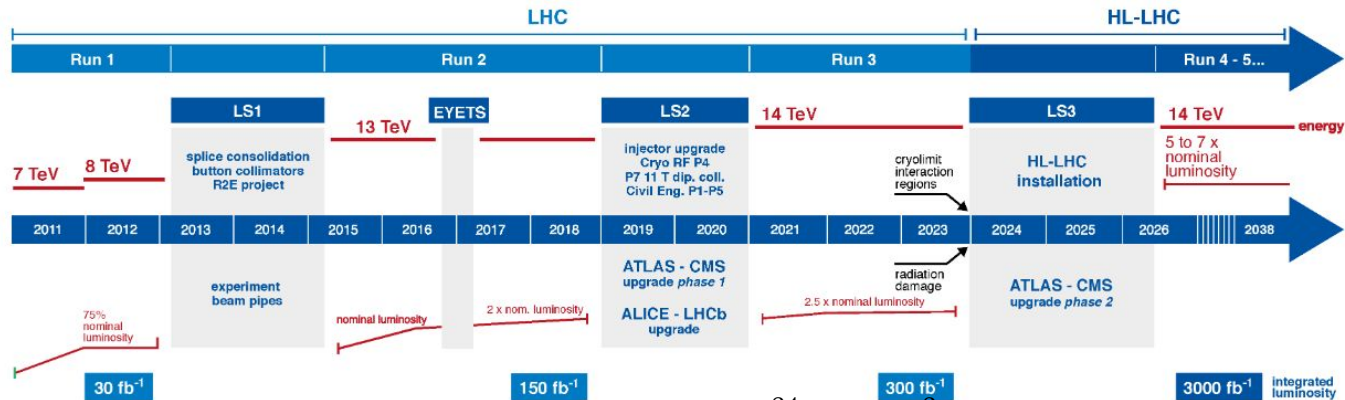 LHC
HL-LHC
Run 1
Run 2
Run 3
Run 4 - 5...
LS1
EYETS
LS2
LS3
7 TeV
8 TeV
13 TeV
14 TeV
14 TeV
energy
splice consolidation
button collimators
R2E project
injector upgrade
Cryo RF P4
P7 11 T dip. coll.
Civil Eng. P1-P5
cryolimit
interaction
regions
HL-LHC
installation
5 to 7 x
nominal
luminosity
2011
2012
2013
2014
2015
2016
2017
2018
2019
2020
2021
2022
2023
2024
2025
2026
2038
experiment
beam pipes
ATLAS - CMS
upgrade phase 1
ALICE - LHCb
upgrade
radiation
damage
ATLAS - CMS
upgrade phase 2
75%
nominal
luminosity
nominal luminosity
2 x nom. luminosity
2.5 x nominal luminosity
30 fb⁻¹
150 fb⁻¹
300 fb⁻¹
3000 fb⁻¹
integrated
luminosity